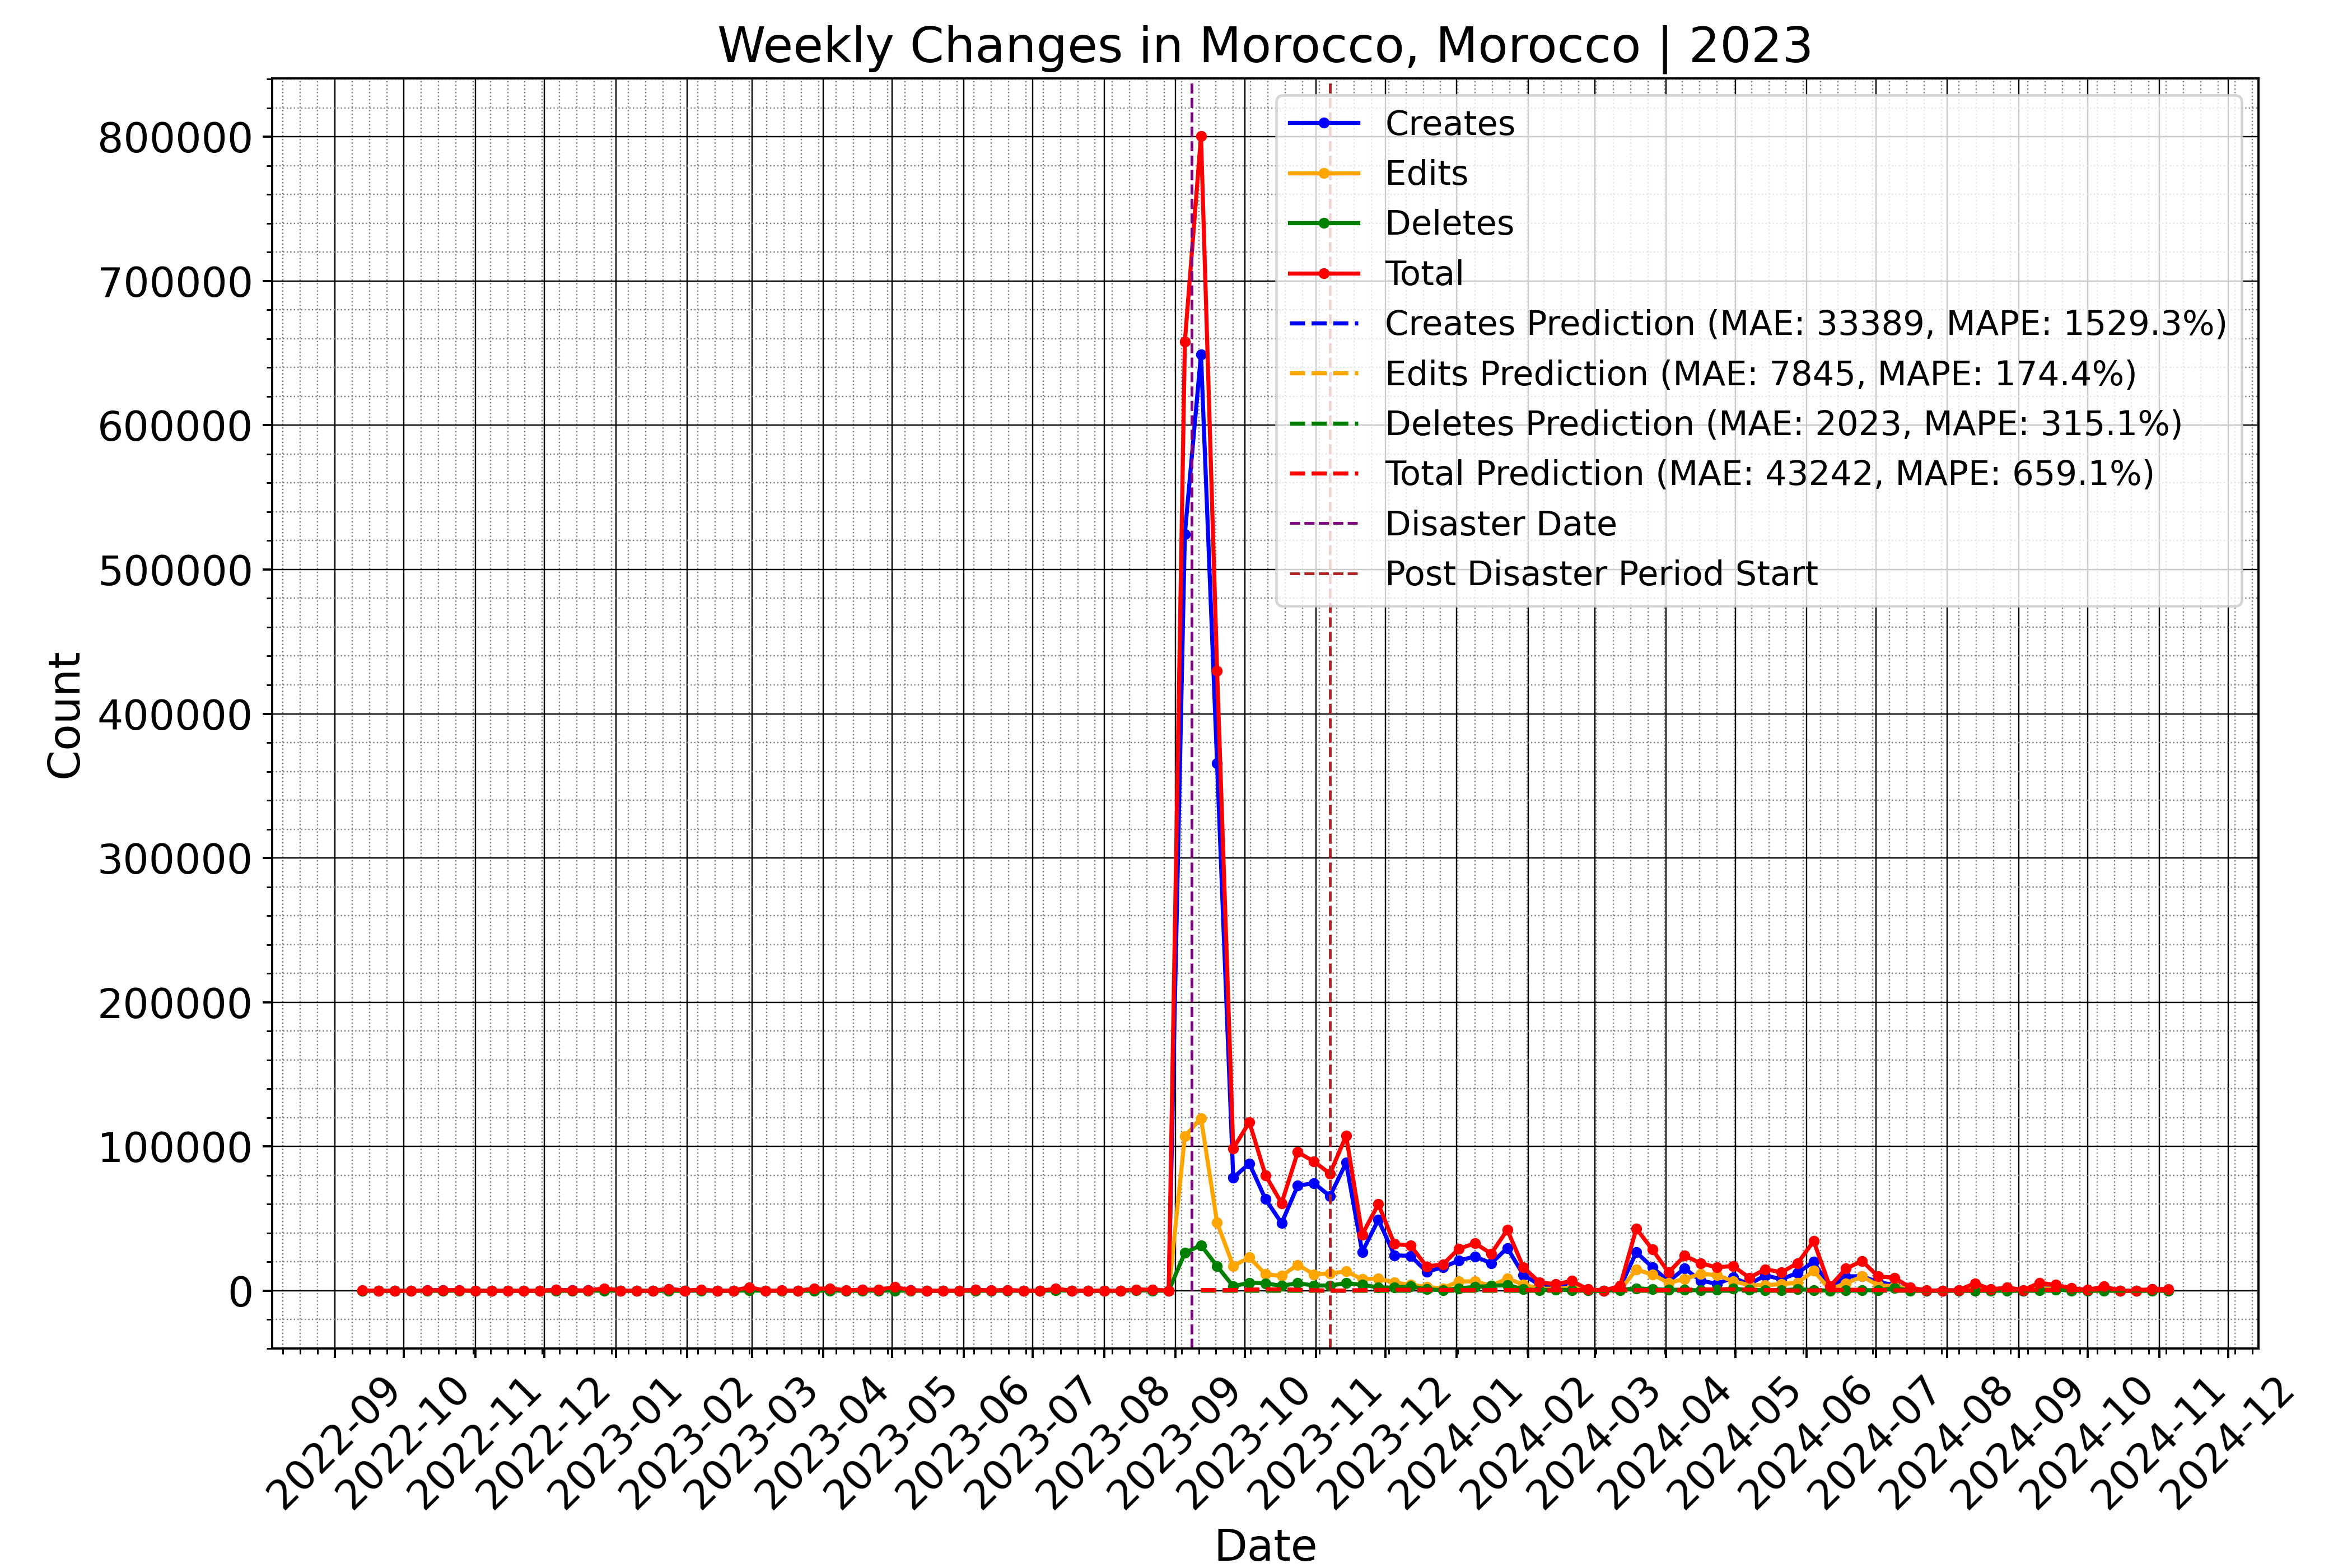 Weekly Changes in Morocco, Morocco | 2023
Creates
Edits
Deletes
Total
Creates Prediction (MAE: 33389, MAPE: 1529.3%)
Edits Prediction (MAE: 7845, MAPE: 174.4%)
Deletes Prediction (MAE: 2023, MAPE: 315.1%)
Total Prediction (MAE: 43242, MAPE: 659.1%)
Disaster Date
Post Disaster Period Start
Count
800000
700000
600000
500000
400000
300000
200000
100000
0
2022-09
2022-10
2022-11
2022-12
2023-01
2023-02
2023-03
2023-04
2023-05
2023-06
2023-07
2023-08
2023-09
2023-10
2023-11
2023-12
2024-01
2024-02
2024-03
2024-04
2024-05
2024-06
2024-07
2024-08
2024-09
2024-10
2024-11
2024-12
Date